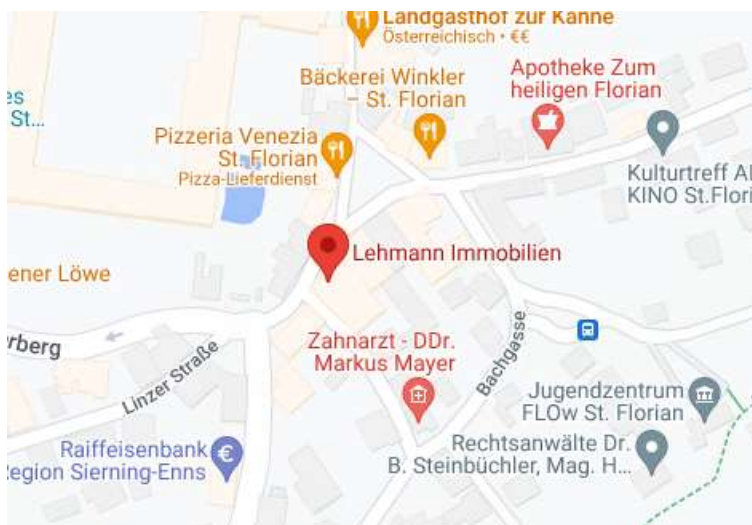 Landgasthof zur Kanne
Österreichisch • €€
es
St...
Bäckerei Winkler
– St. Florian
Apotheke Zum
heiligen Florian
Pizzeria Venezia
St. Florian
Pizza-Lieferdienst
Kulturtreff Al
KINO St.Flori
Lehmann Immobilien
ener Löwe
rberg
Linzer Straße
Zahnarzt - DDr.
Markus Mayer
Bachgasse
Jugendzentrum
FLOw St. Florian
Raiffeisenbank
Region Sierning-Enns
Rechtsanwälte Dr.
B. Steinbüchler, Mag. H...